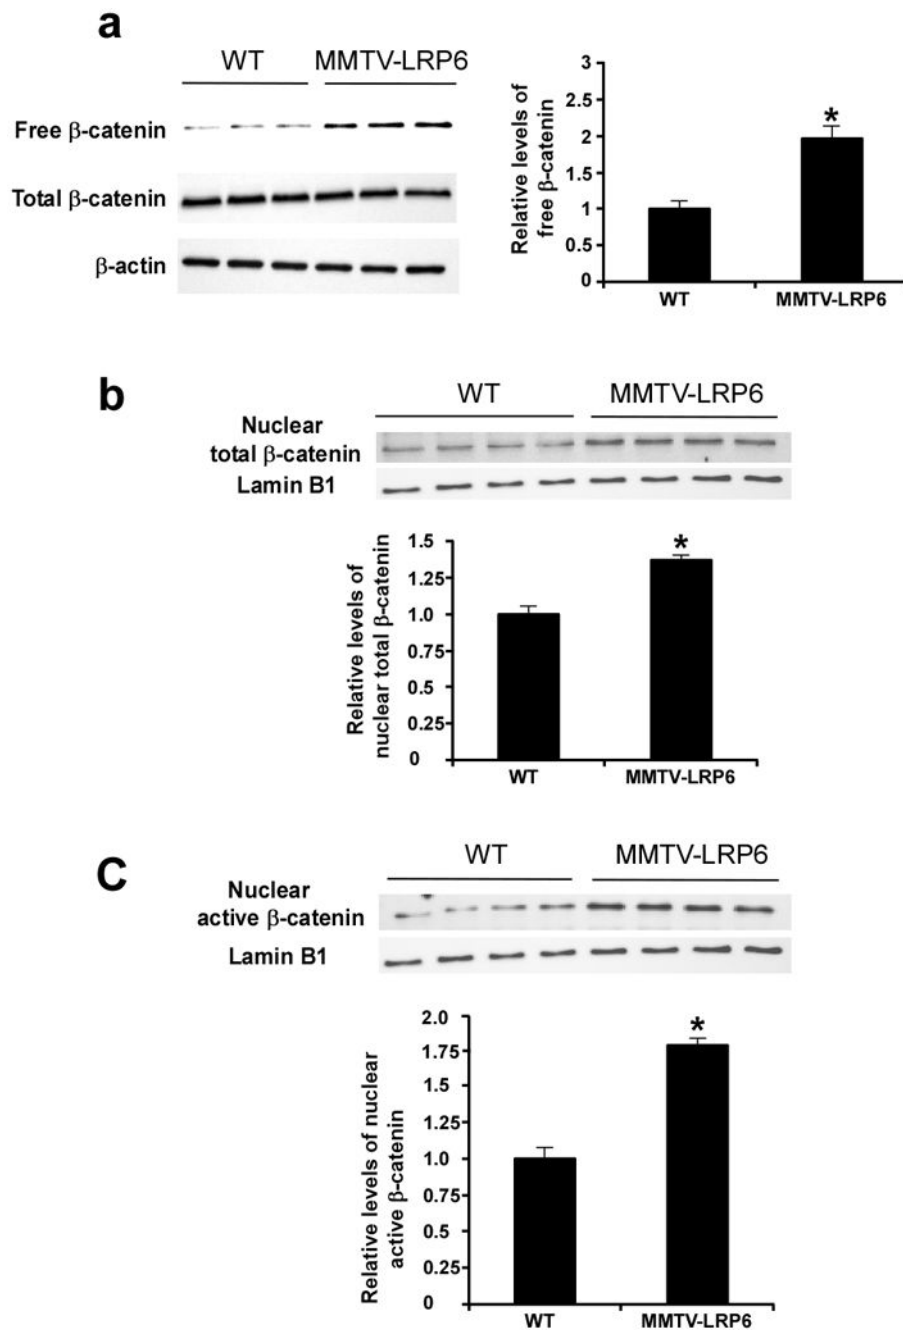 a
WT MMTV-LRP6
Free β-catenin
Total β-catenin
β-actin
Relative levels of
free β-catenin
3
2.5
2
1.5
1
0.5
0
*
WT MMTV-LRP6
b
WT MMTV-LRP6
Nuclear
total β-catenin
Lamin B1
Relative levels of
nuclear total β-catenin
1.5
1.25
1.0
0.75
0.5
0.25
0
*
WT MMTV-LRP6
C
WT MMTV-LRP6
Nuclear
active β-catenin
Lamin B1
Relative levels of nuclear
active β-catenin
2.0
1.75
1.5
1.25
1.0
0.75
0.5
0.25
0
*
WT MMTV-LRP6